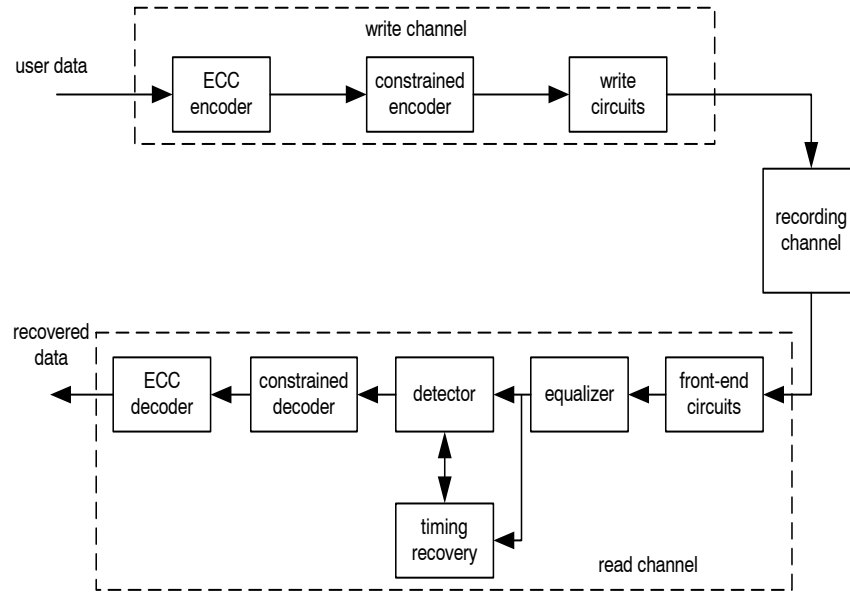 write channel
user data
ECC
encoder
constrained
encoder
write
circuits
recording
channel
recovered
data
ECC
decoder
constrained
decoder
detector
equalizer
front-end
circuits
timing
recovery
read channel